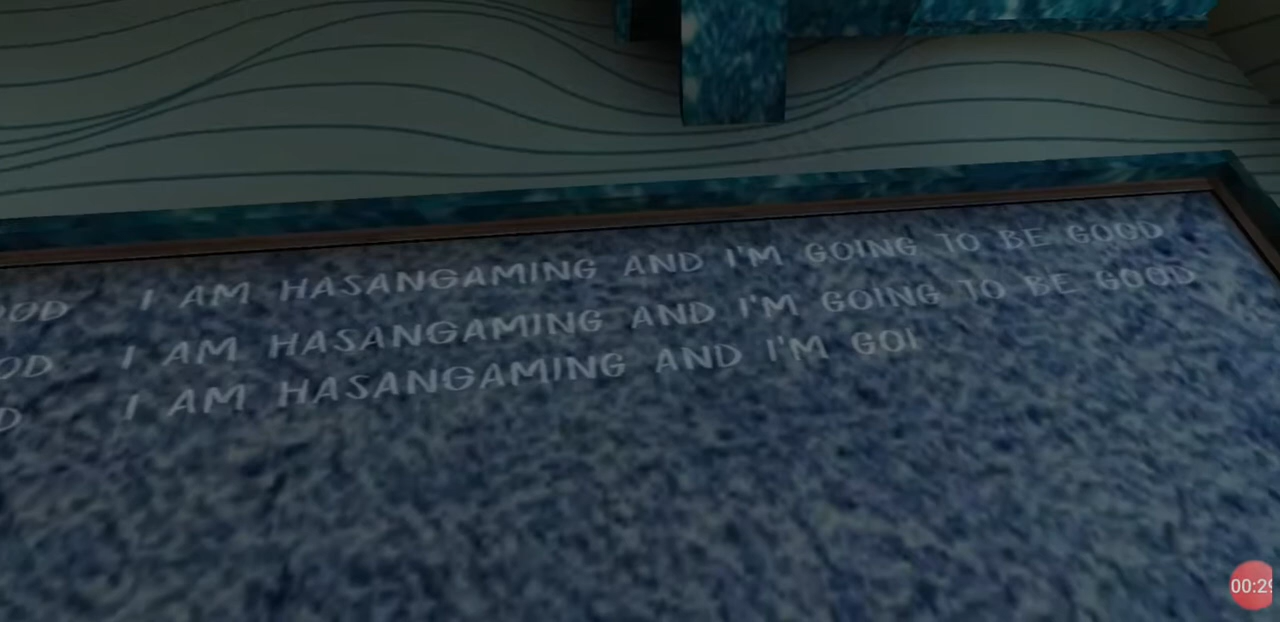 OOD I AM HASANGAMING AND I'M GOING TO BE GOOD
OD I AM HASANGAMING AND I'M GOING TO BE GOOD
D I AM HASANGAMING AND I'M GOI
00:29